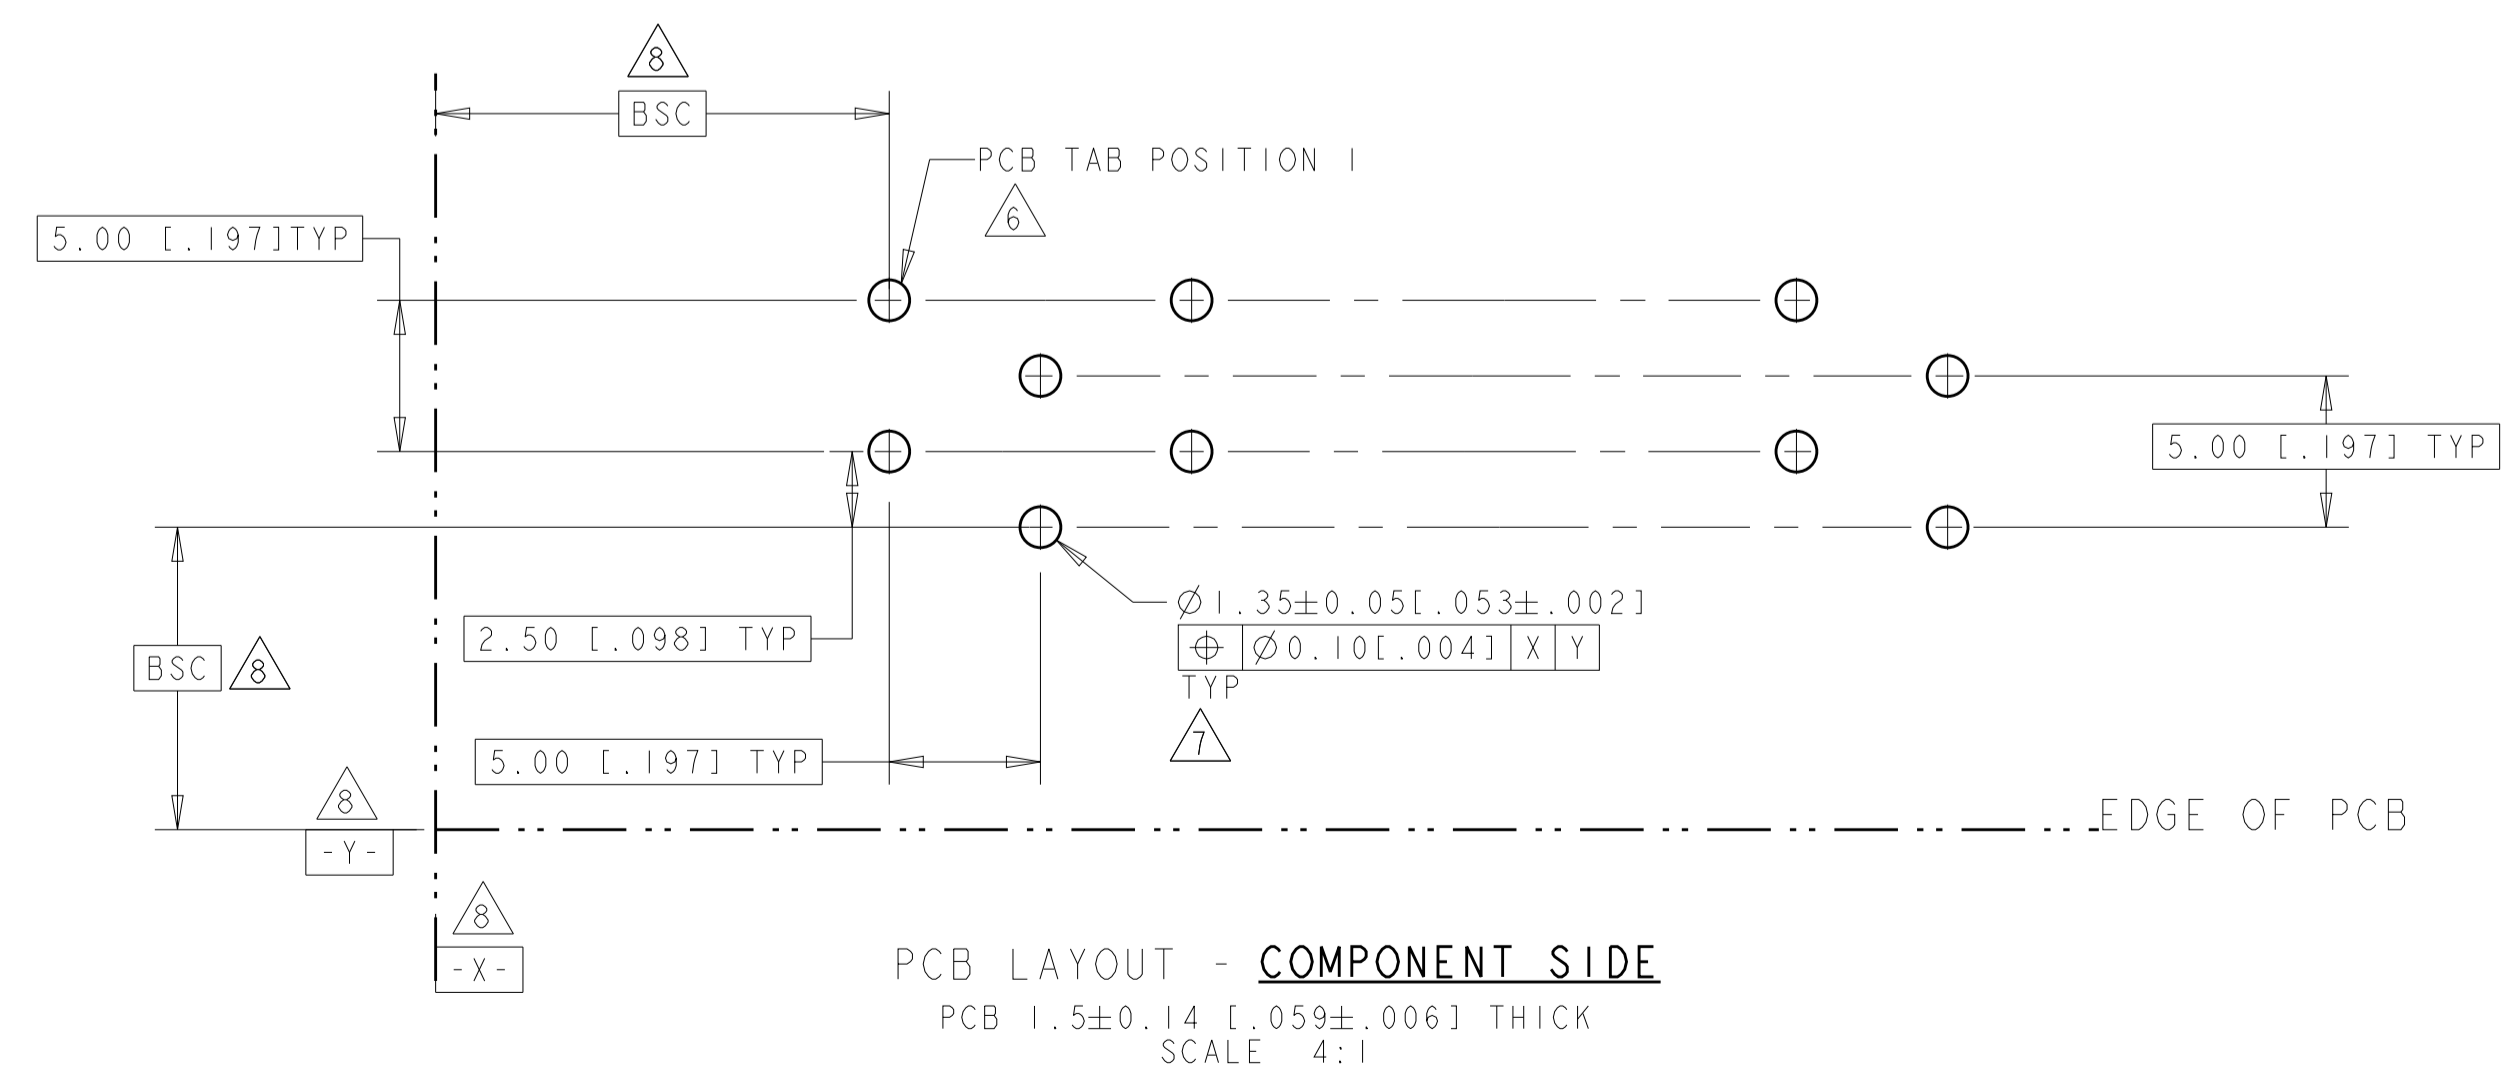 8
BSC
PCB TAB POSITION 1
6
5.00 [.197]TYP
5.00 [.197] TYP
⌀1.35±0.05[.053±.002]
⌖ ⌀0.10[.004] X Y
TYP
7
2.50 [.098] TYP
BSC 8
5.00 [.197] TYP
8
-Y-
EDGE OF PCB
8
-X-
PCB LAYOUT - COMPONENT SIDE
PCB 1.5±0.14 [.059±.006] THICK
SCALE 4:1